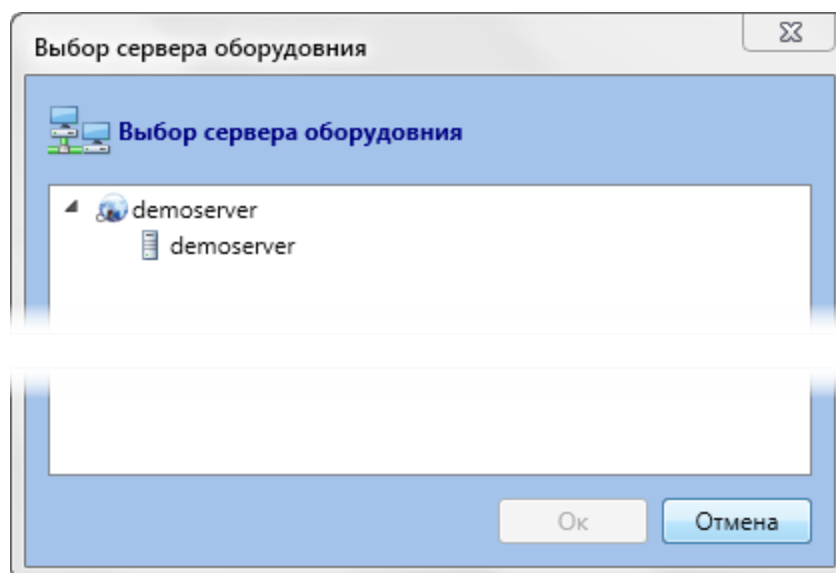 Выбор сервера оборудовния
Выбор сервера оборудовния
demoserver
demoserver
Ок
Отмена